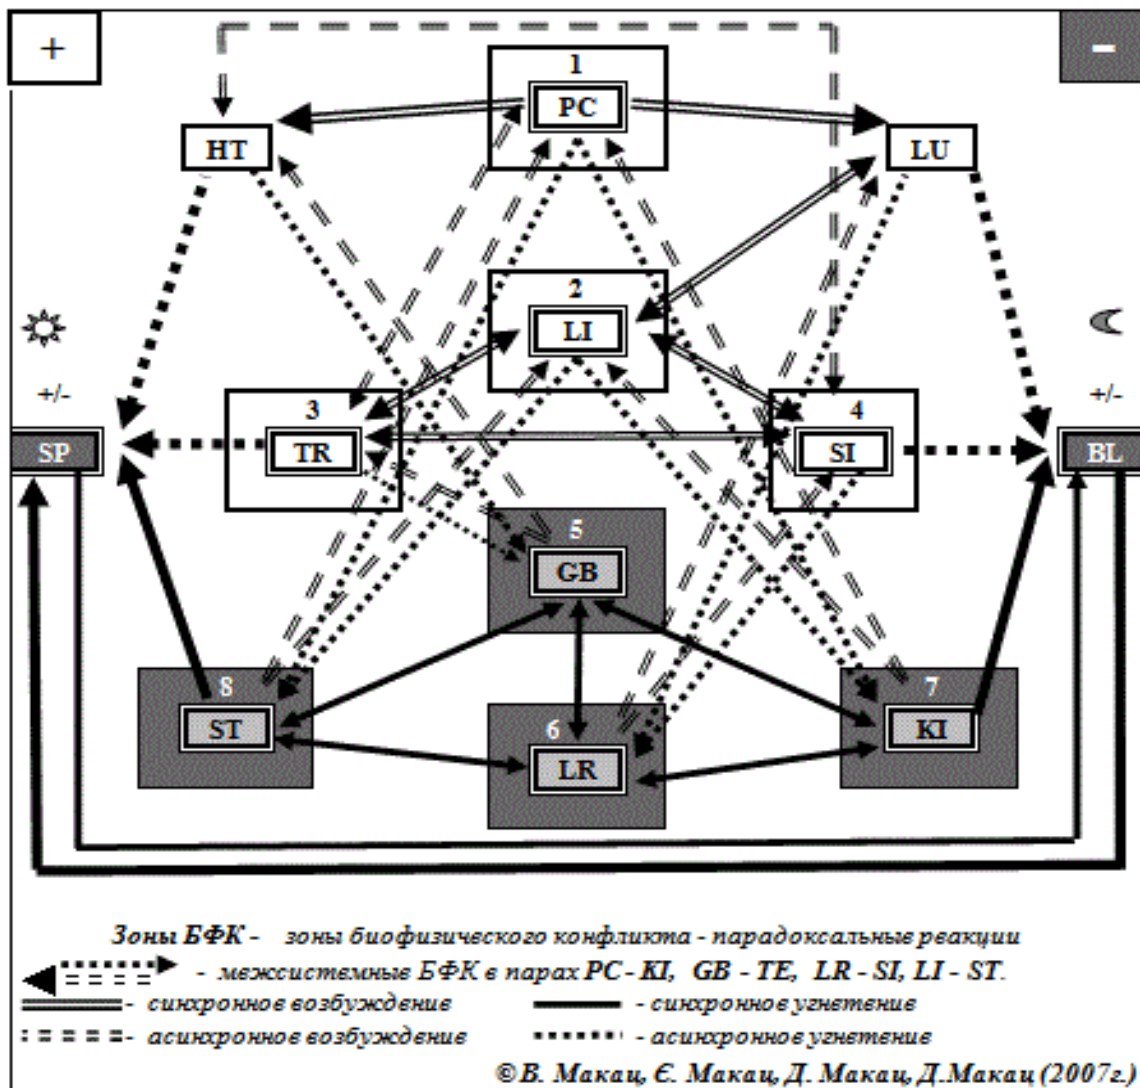 +
-
1
PC
HT
LU
2
LI
+/-
+/-
3
4
SP
TR
SI
BL
5
GB
8
7
ST
6
KI
LR
Зоны БФК - зоны биофизического конфликта - парадоксальные реакции
- межсистемные БФК в парах PC - KI, GB - TE, LR - SI, LI - ST.
- синхронное возбуждение - синхронное угнетение
- асинхронное возбуждение - асинхронное угнетение
© В. Макац, Є. Макац, Д. Макац, Д.Макац (2007г.)